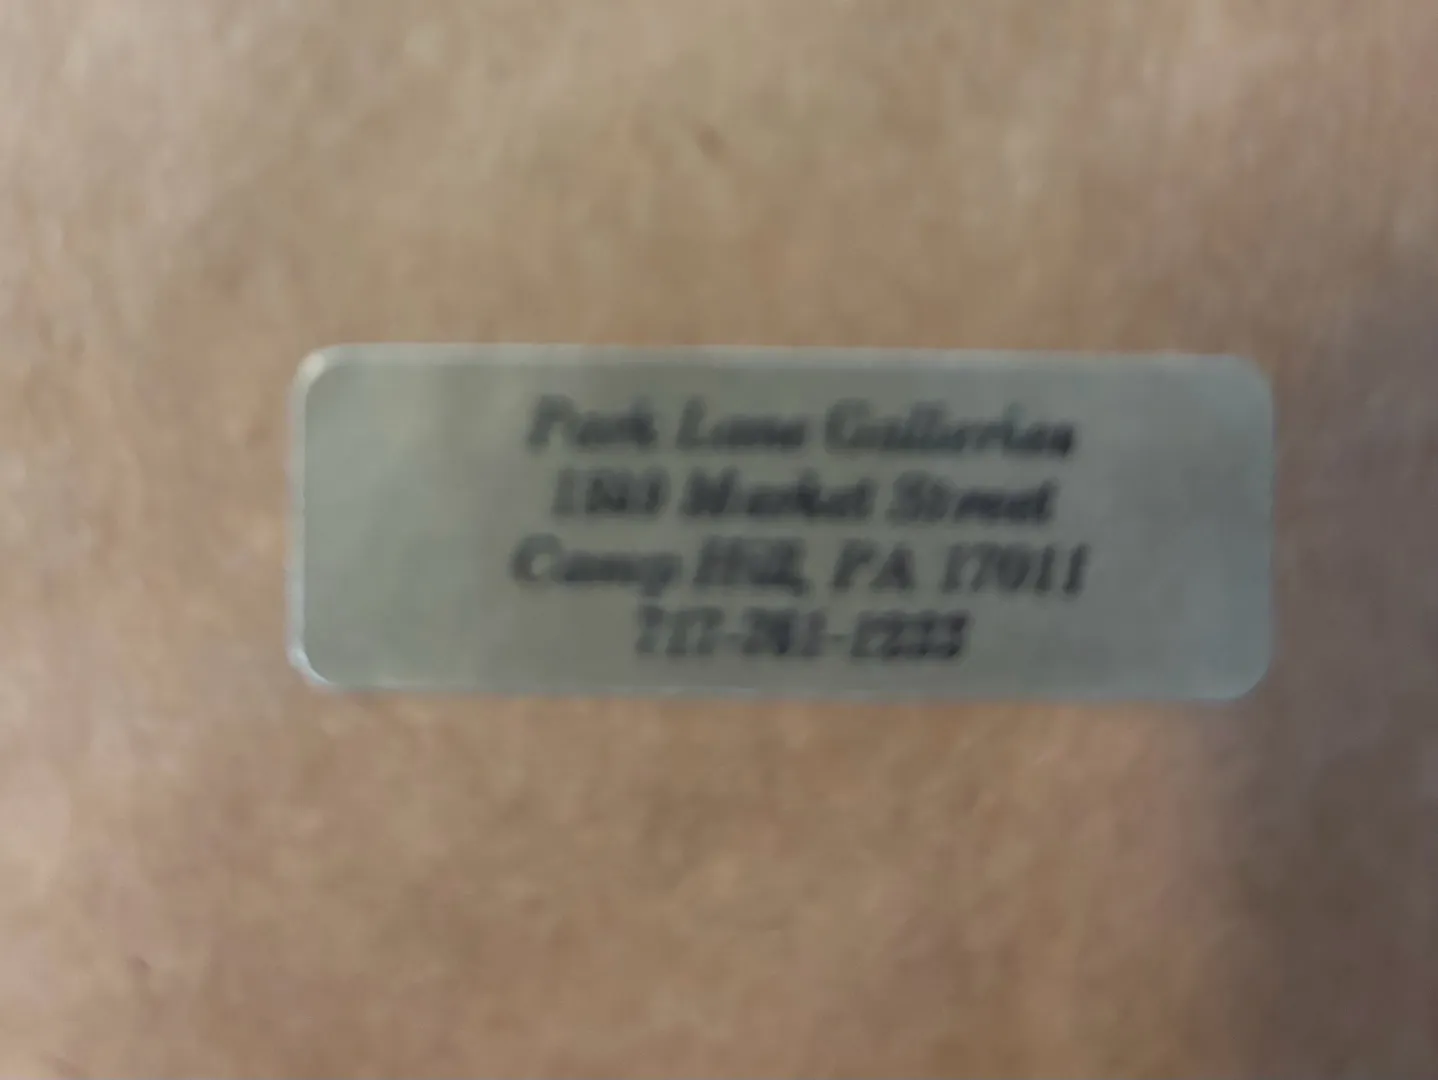 Park Lane Galleries
Market Street
Camp Hill, PA 17011